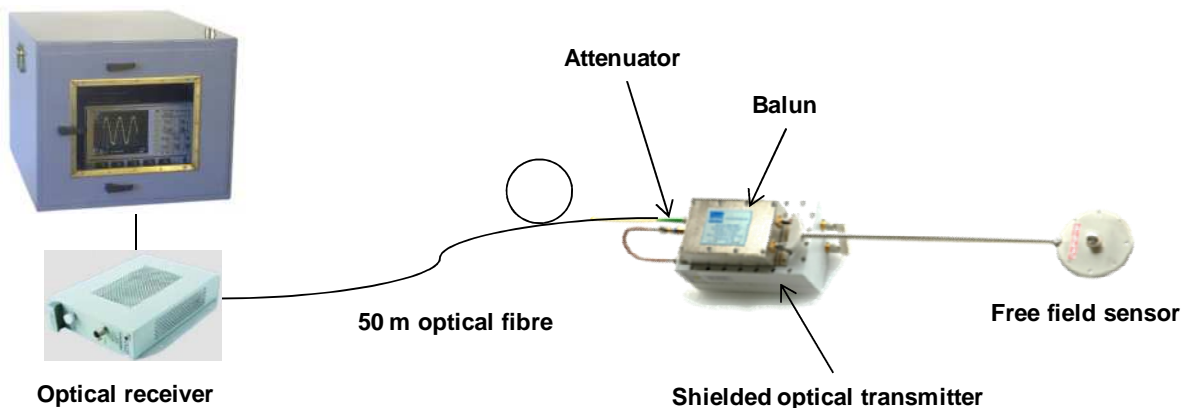 Attenuator
Balun
50 m optical fibre
Free field sensor
Optical receiver
Shielded optical transmitter